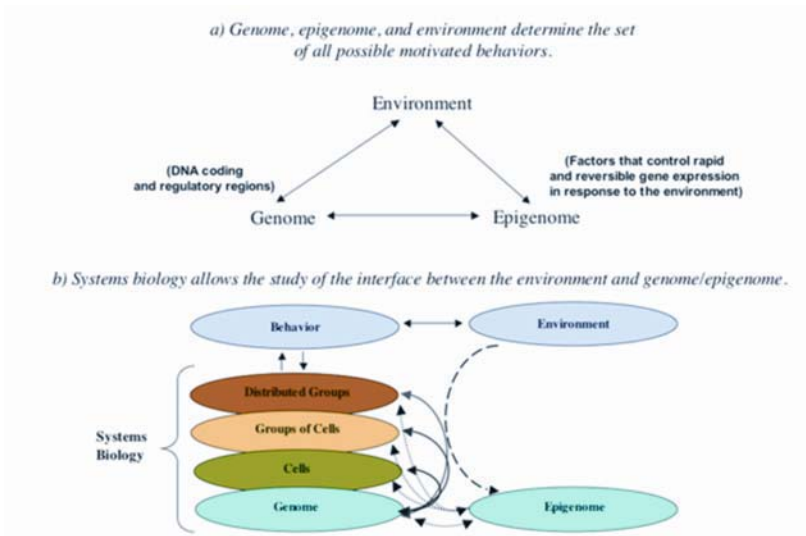 a) Genome, epigenome, and environment determine the set
of all possible motivated behaviors.
Environment
(DNA coding
and regulatory regions)
(Factors that control rapid
and reversible gene expression
in response to the environment)
Genome
Epigenome
b) Systems biology allows the study of the interface between the environment and genome/epigenome.
Behavior
Environment
Distributed Groups
Groups of Cells
Systems
Biology
Cells
Genome
Epigenome